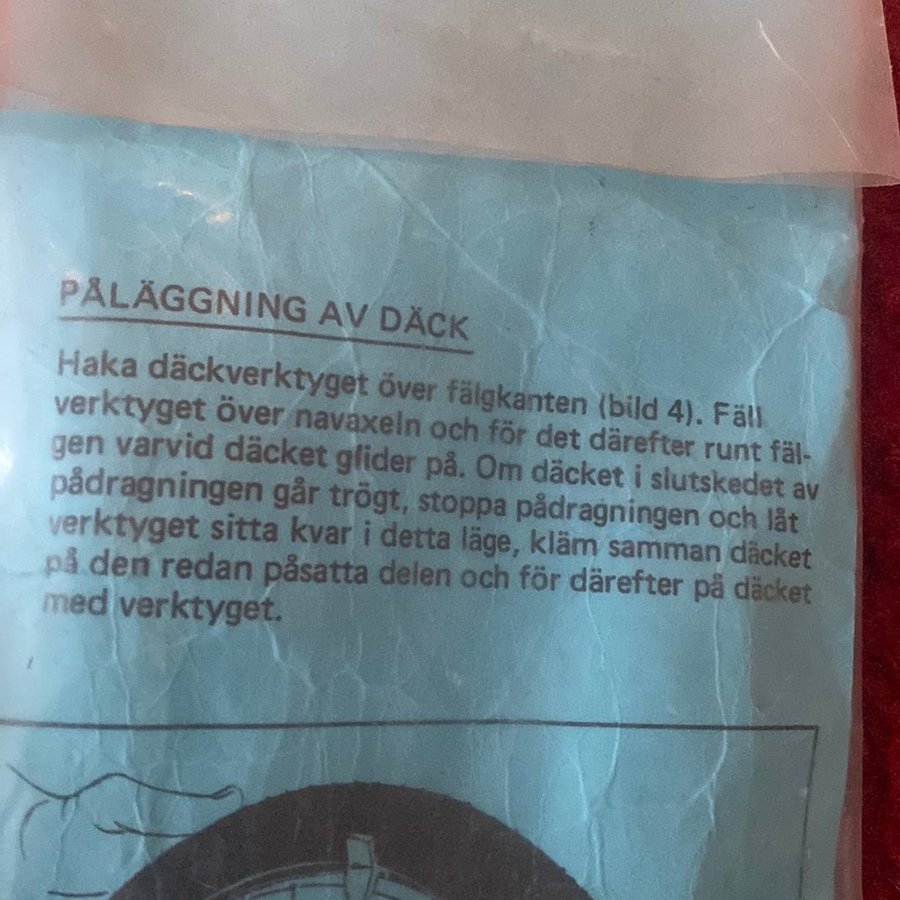 PÅLÄGGNING AV DÄCK
Haka däckverktyget över fälgkanten (bild 4). Fäll
verktyget över navaxeln och för det därefter runt fäl-
gen varvid däcket glider på. Om däcket i slutskedet av
pådragningen går trögt, stoppa pådragningen och låt
verktyget sitta kvar i detta läge, kläm samman däcket
på den redan påsatta delen och för därefter på däcket
med verktyget.